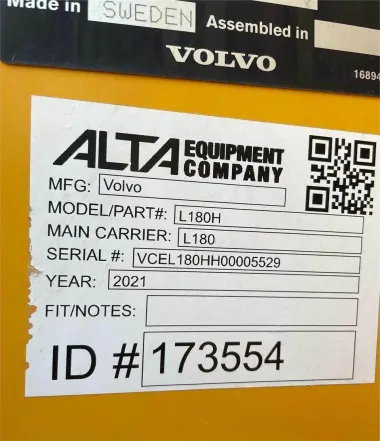 Made in SWEDEN
Assembled in
VOLVO
16894
ALTA EQUIPMENT COMPANY
MFG: Volvo
MODEL/PART#: L180H
MAIN CARRIER: L180
SERIAL #: VCEL180HH00005529
YEAR: 2021
FIT/NOTES:
ID # 173554